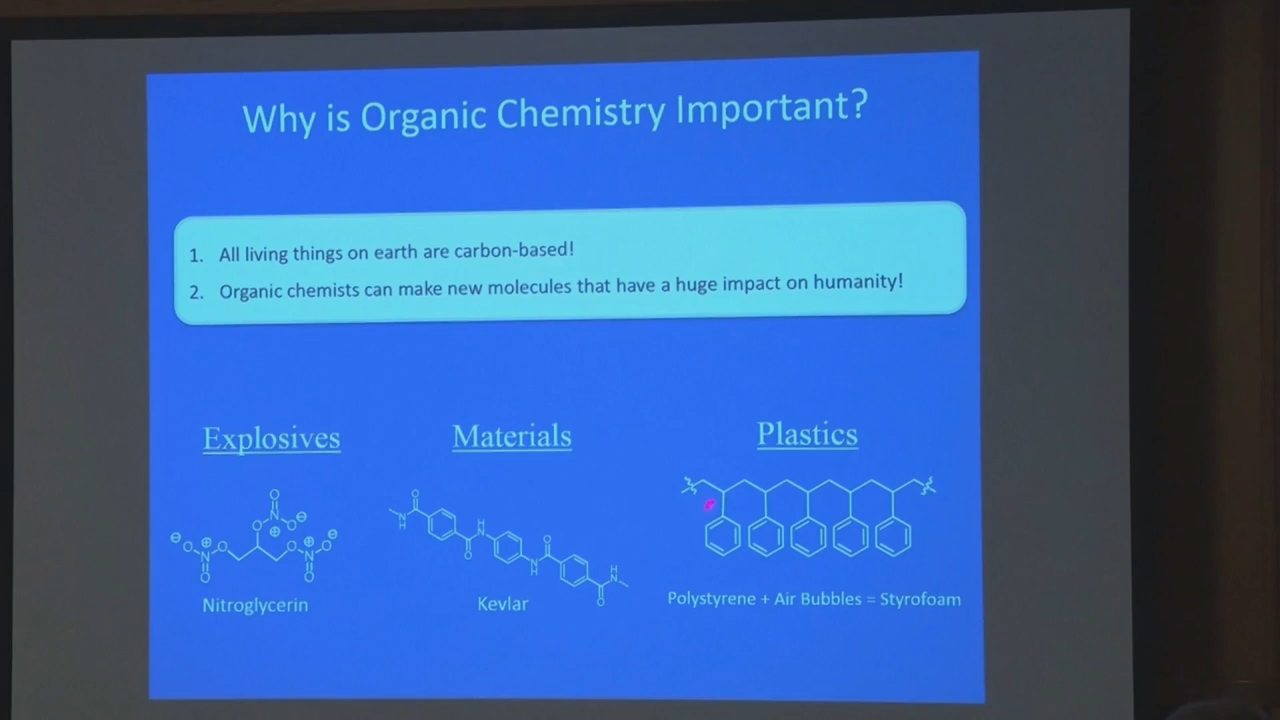 Why is Organic Chemistry Important?
1. All living things on earth are carbon-based!
2. Organic chemists can make new molecules that have a huge impact on humanity!
Explosives
Materials
Plastics
O
N
O
⊖
⊕
O
⊖
O
⊕
N
O
O
O
⊕
N
O
⊖
O
N
H
O
O
H
N
N
H
O
O
H
N
Nitroglycerin
Kevlar
Polystyrene + Air Bubbles = Styrofoam